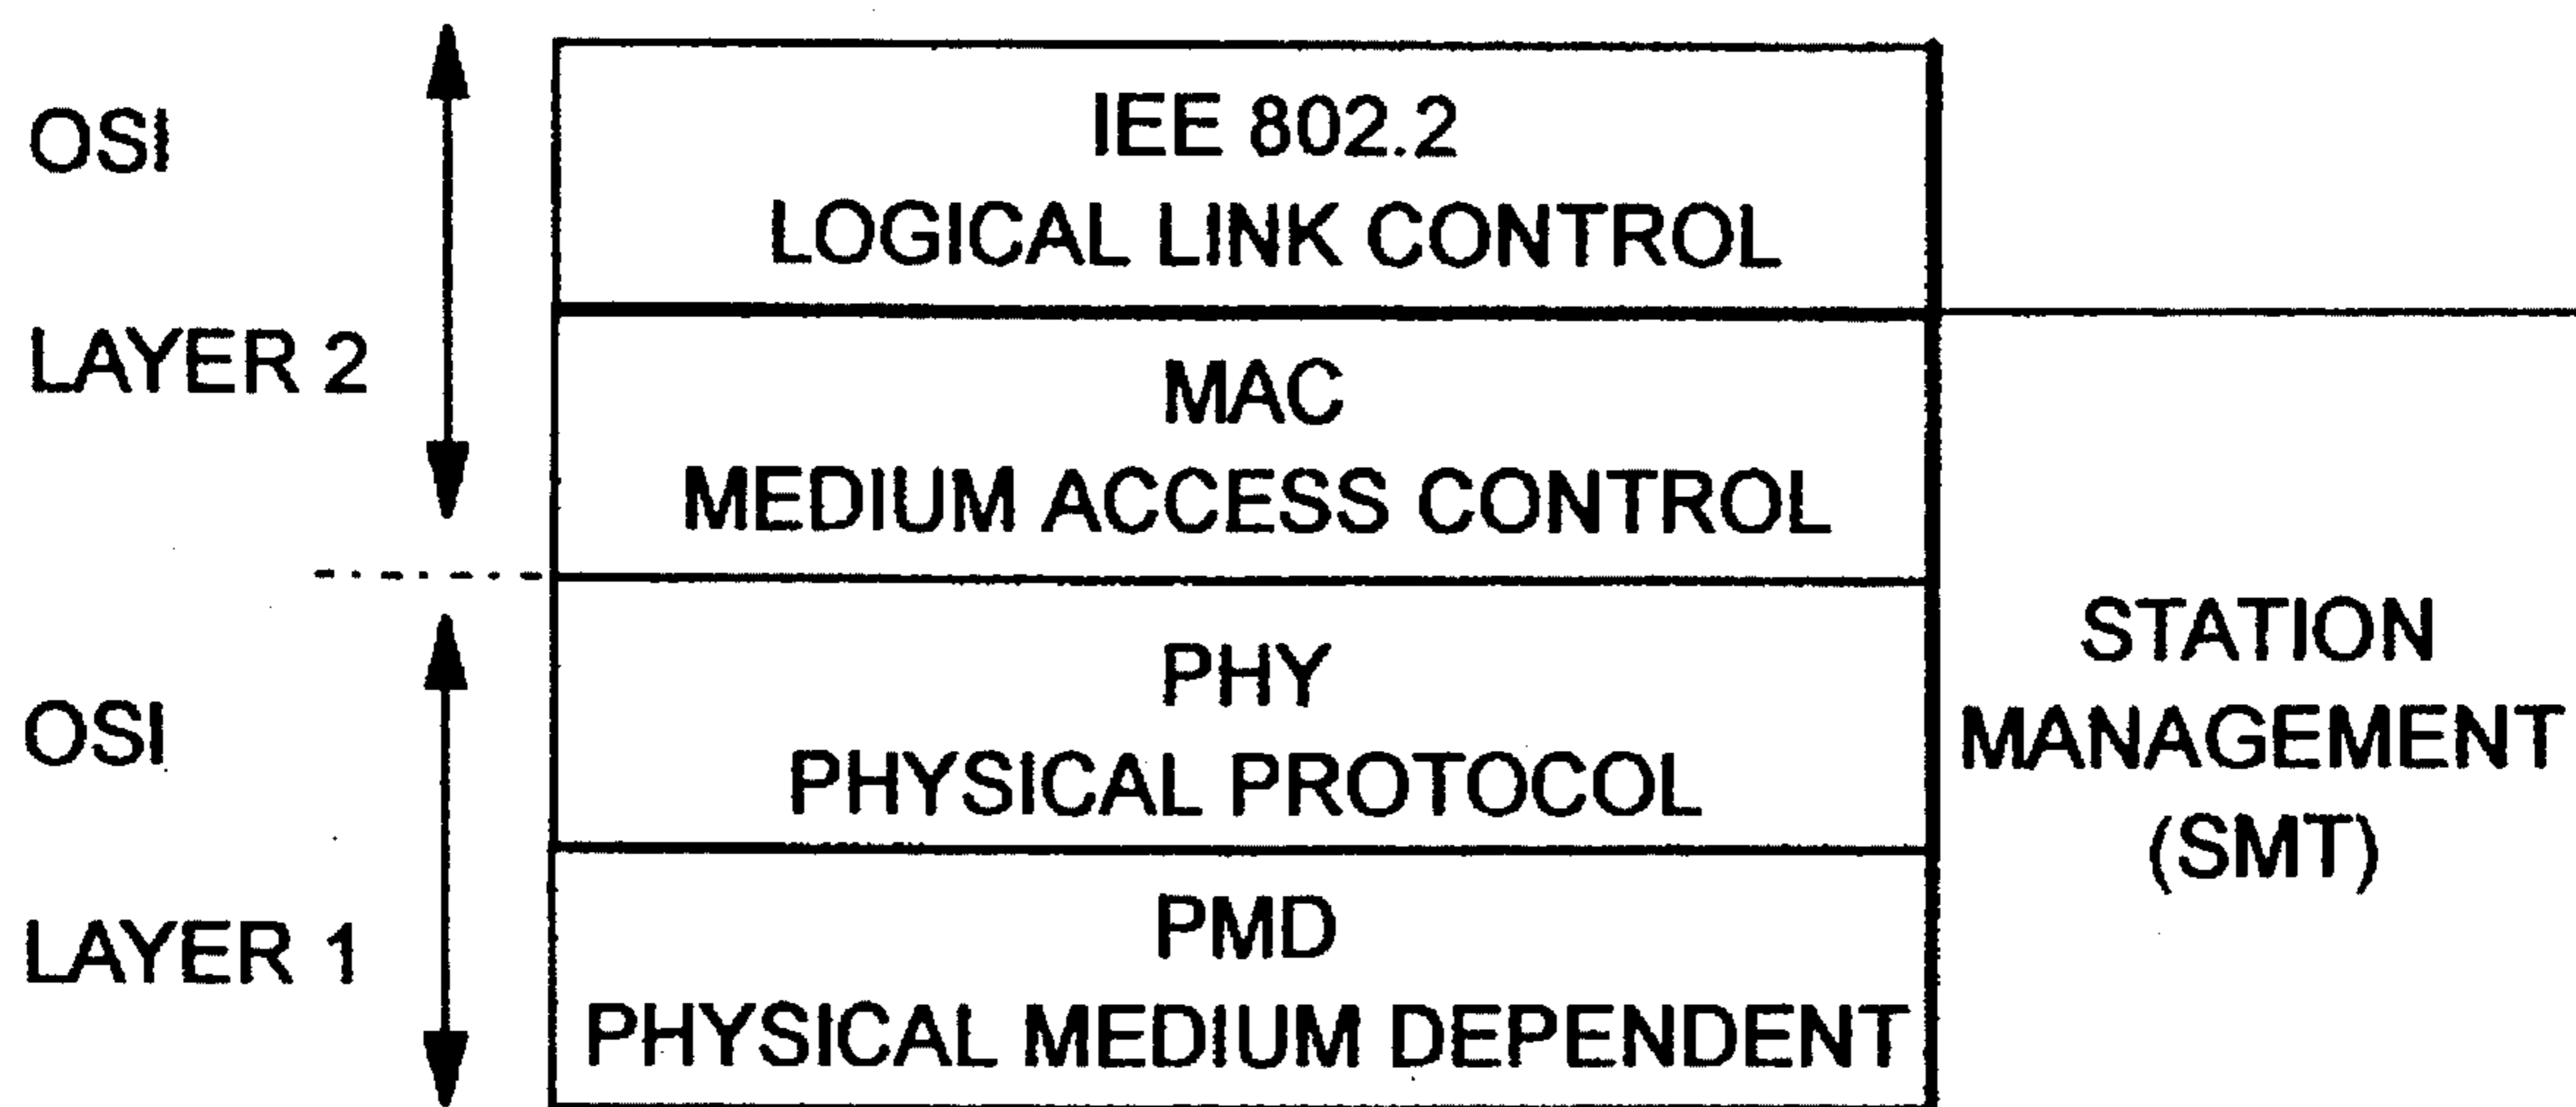 OSI
LAYER 2
IEE 802.2
LOGICAL LINK CONTROL
MAC
MEDIUM ACCESS CONTROL
OSI
LAYER 1
PHY
PHYSICAL PROTOCOL
PMD
PHYSICAL MEDIUM DEPENDENT
STATION
MANAGEMENT
(SMT)